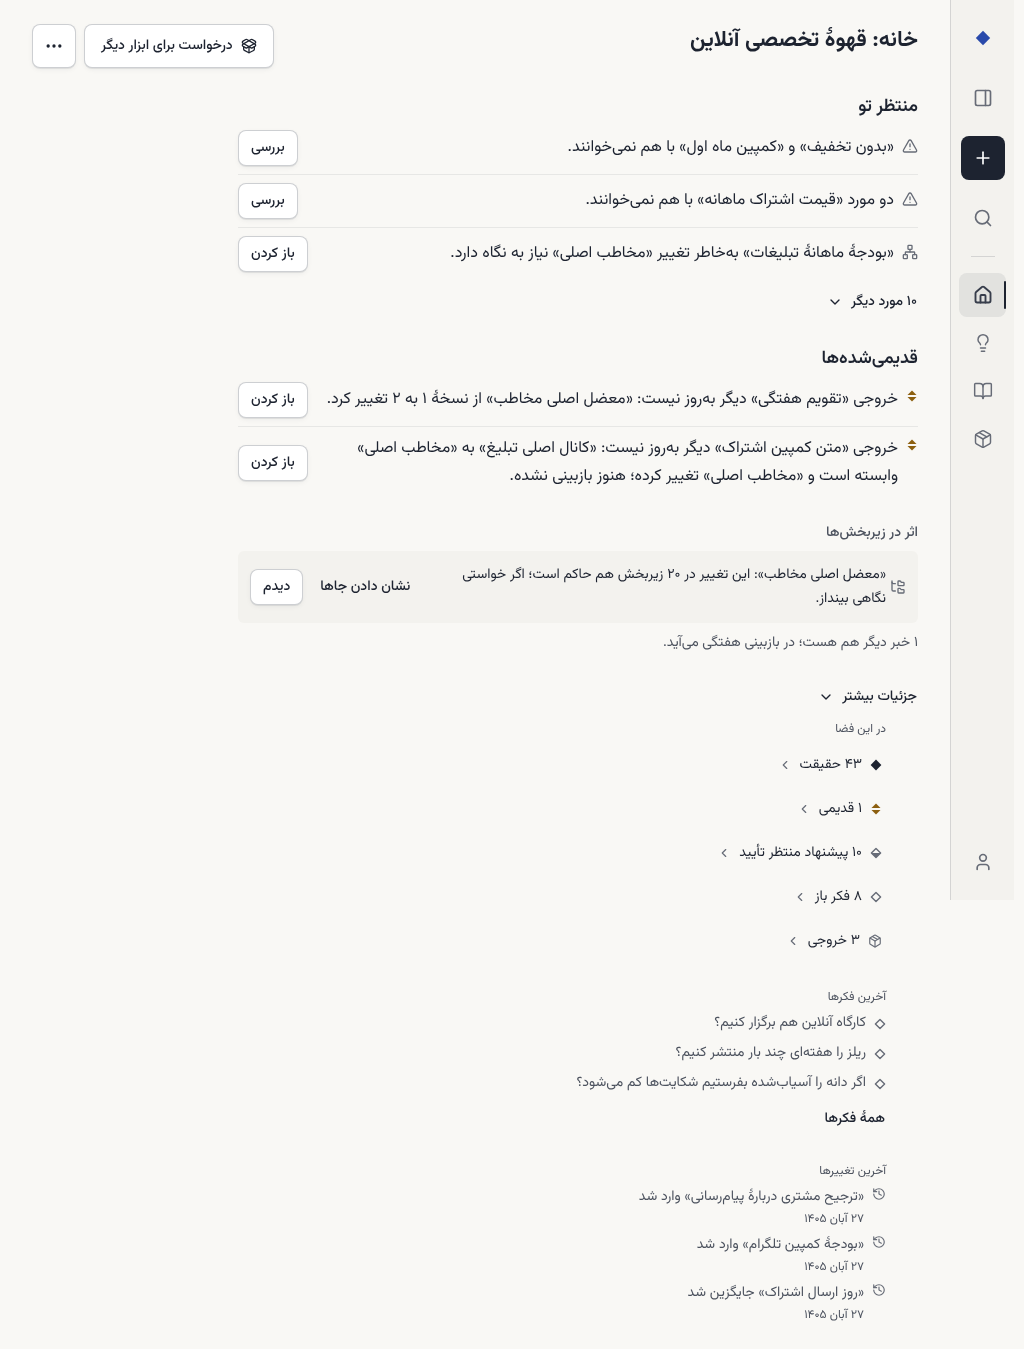 خانه: قهوهٔ تخصصی آنلاین
درخواست برای ابزار دیگر
منتظر تو
«بدون تخفیف» و «کمپین ماه اول» با هم نمی‌خوانند.
بررسی
دو مورد «قیمت اشتراک ماهانه» با هم نمی‌خوانند.
بررسی
«بودجهٔ ماهانهٔ تبلیغات» به‌خاطر تغییر «مخاطب اصلی» نیاز به نگاه دارد.
باز کردن
۱۰ مورد دیگر
قدیمی‌شده‌ها
خروجی «تقویم هفتگی» دیگر به‌روز نیست: «معضل اصلی مخاطب» از نسخهٔ ۱ به ۲ تغییر کرد.
باز کردن
خروجی «متن کمپین اشتراک» دیگر به‌روز نیست: «کانال اصلی تبلیغ» به «مخاطب اصلی»
وابسته است و «مخاطب اصلی» تغییر کرده؛ هنوز بازبینی نشده.
باز کردن
اثر در زیربخش‌ها
«معضل اصلی مخاطب»: این تغییر در ۲۰ زیربخش هم حاکم است؛ اگر خواستی
نگاهی بینداز.
نشان دادن جاها
دیدم
۱ خبر دیگر هم هست؛ در بازبینی هفتگی می‌آید.
جزئیات بیشتر
در این فضا
۴۳ حقیقت
۱ قدیمی
۱۰ پیشنهاد منتظر تأیید
۸ فکر باز
۳ خروجی
آخرین فکرها
کارگاه آنلاین هم برگزار کنیم؟
ریلز را هفته‌ای چند بار منتشر کنیم؟
اگر دانه را آسیاب‌شده بفرستیم شکایت‌ها کم می‌شود؟
همهٔ فکرها
آخرین تغییرها
«ترجیح مشتری دربارهٔ پیام‌رسانی» وارد شد
۲۷ آبان ۱۴۰۵
«بودجهٔ کمپین تلگرام» وارد شد
۲۷ آبان ۱۴۰۵
«روز ارسال اشتراک» جایگزین شد
۲۷ آبان ۱۴۰۵